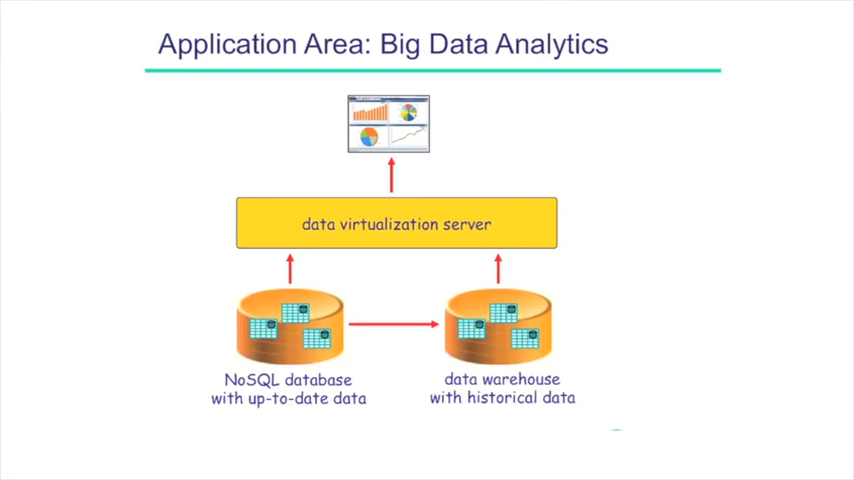 Application Area: Big Data Analytics
data virtualization server
NoSQL database
with up-to-date data
data warehouse
with historical data